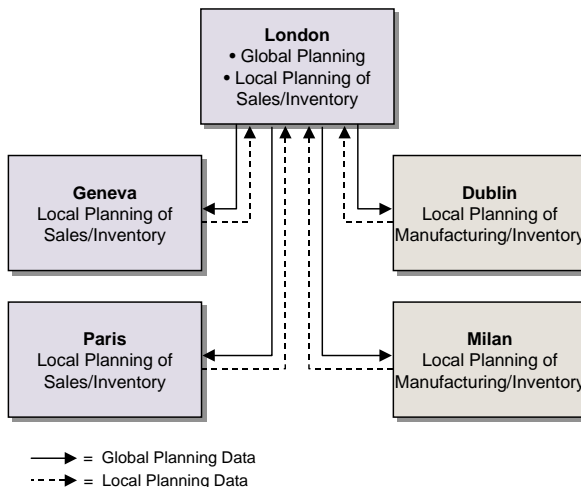 London
• Global Planning
• Local Planning of
Sales/Inventory
Geneva
Local Planning of
Sales/Inventory
Dublin
Local Planning of
Manufacturing/Inventory
Paris
Local Planning of
Sales/Inventory
Milan
Local Planning of
Manufacturing/Inventory
= Global Planning Data
= Local Planning Data